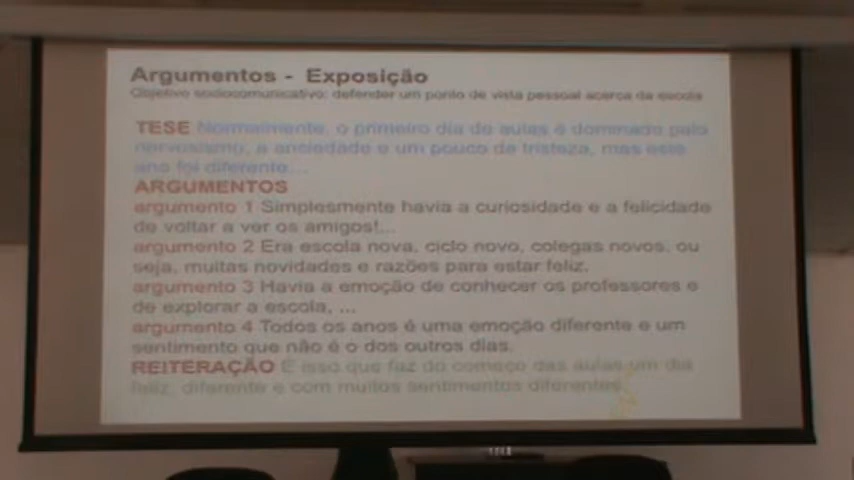 Argumentos - Exposição
Objetivo sociocomunicativo: defender um ponto de vista pessoal acerca da escola
TESE Normalmente, o primeiro dia de aulas é dominado pelo
nervosismo, a ansiedade e um pouco de tristeza, mas este
ano foi diferente...
ARGUMENTOS
argumento 1 Simplesmente havia a curiosidade e a felicidade
de voltar a ver os amigos!...
argumento 2 Era escola nova, ciclo novo, colegas novos, ou
seja, muitas novidades e razões para estar feliz.
argumento 3 Havia a emoção de conhecer os professores e
de explorar a escola, ...
argumento 4 Todos os anos é uma emoção diferente e um
sentimento que não é o dos outros dias.
REITERAÇÃO É isso que faz do começo das aulas um dia
feliz, diferente e com muitos sentimentos diferentes.